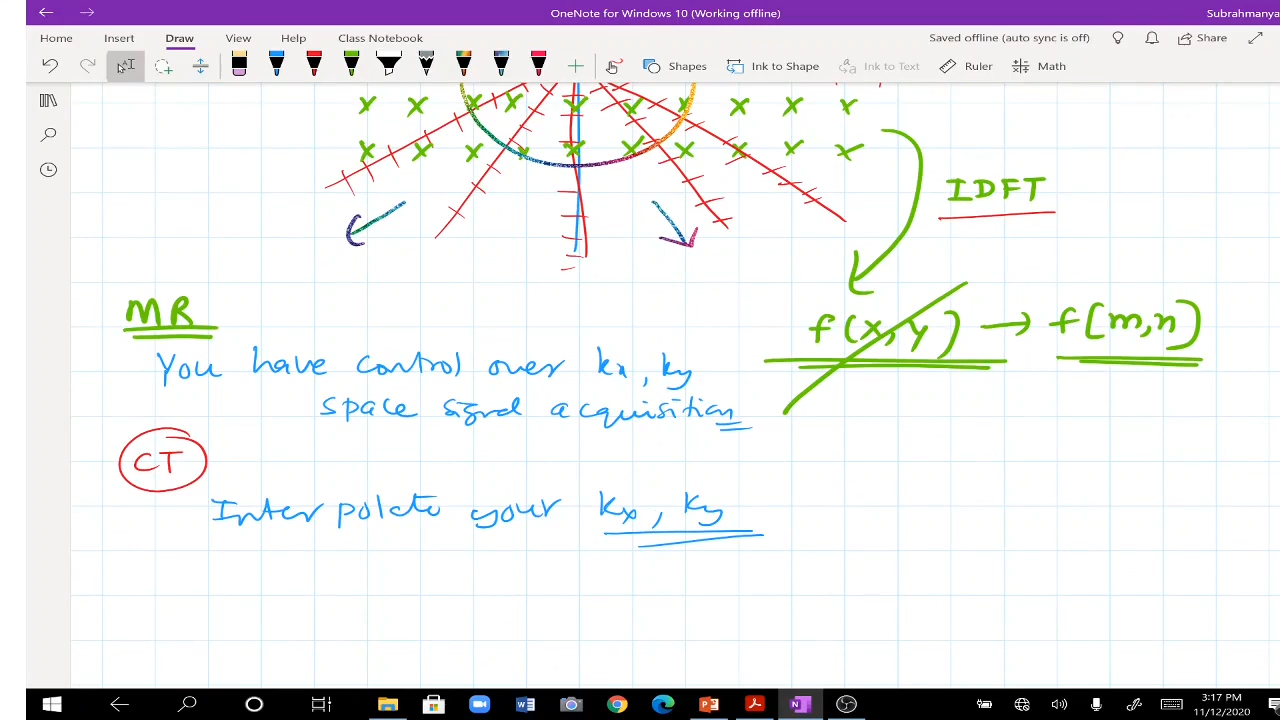 OneNote for Windows 10 (Working offline)
Subrahmanya
Home Insert Draw View Help Class Notebook
Saved offline (auto sync is off) Share
Shapes Ink to Shape Ink to Text Ruler Math
IDFT
MR
f(x,y) → f[m,n]
You have control over kx, ky
space signal acquisition
CT
Interpolate your kx, ky
3:17 PM
11/12/2020